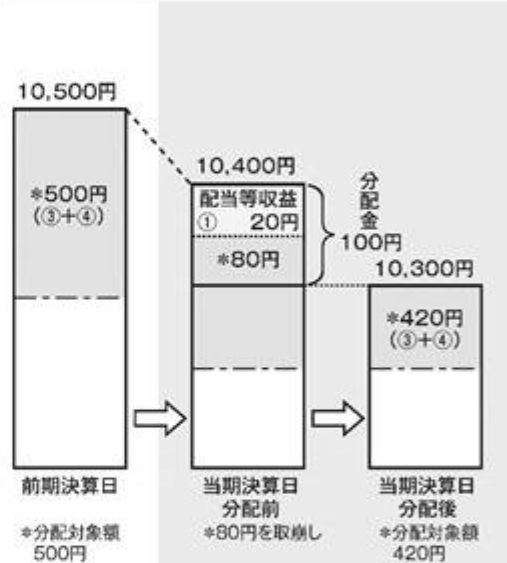 10,500円
*500円
(③+④)
前期決算日
*分配対象額
500円
10,400円
配当等収益
① 20円
*80円
分配金
100円
当期決算日
分配前
*80円を取崩し
10,300円
*420円
(③+④)
当期決算日
分配後
*分配対象額
420円